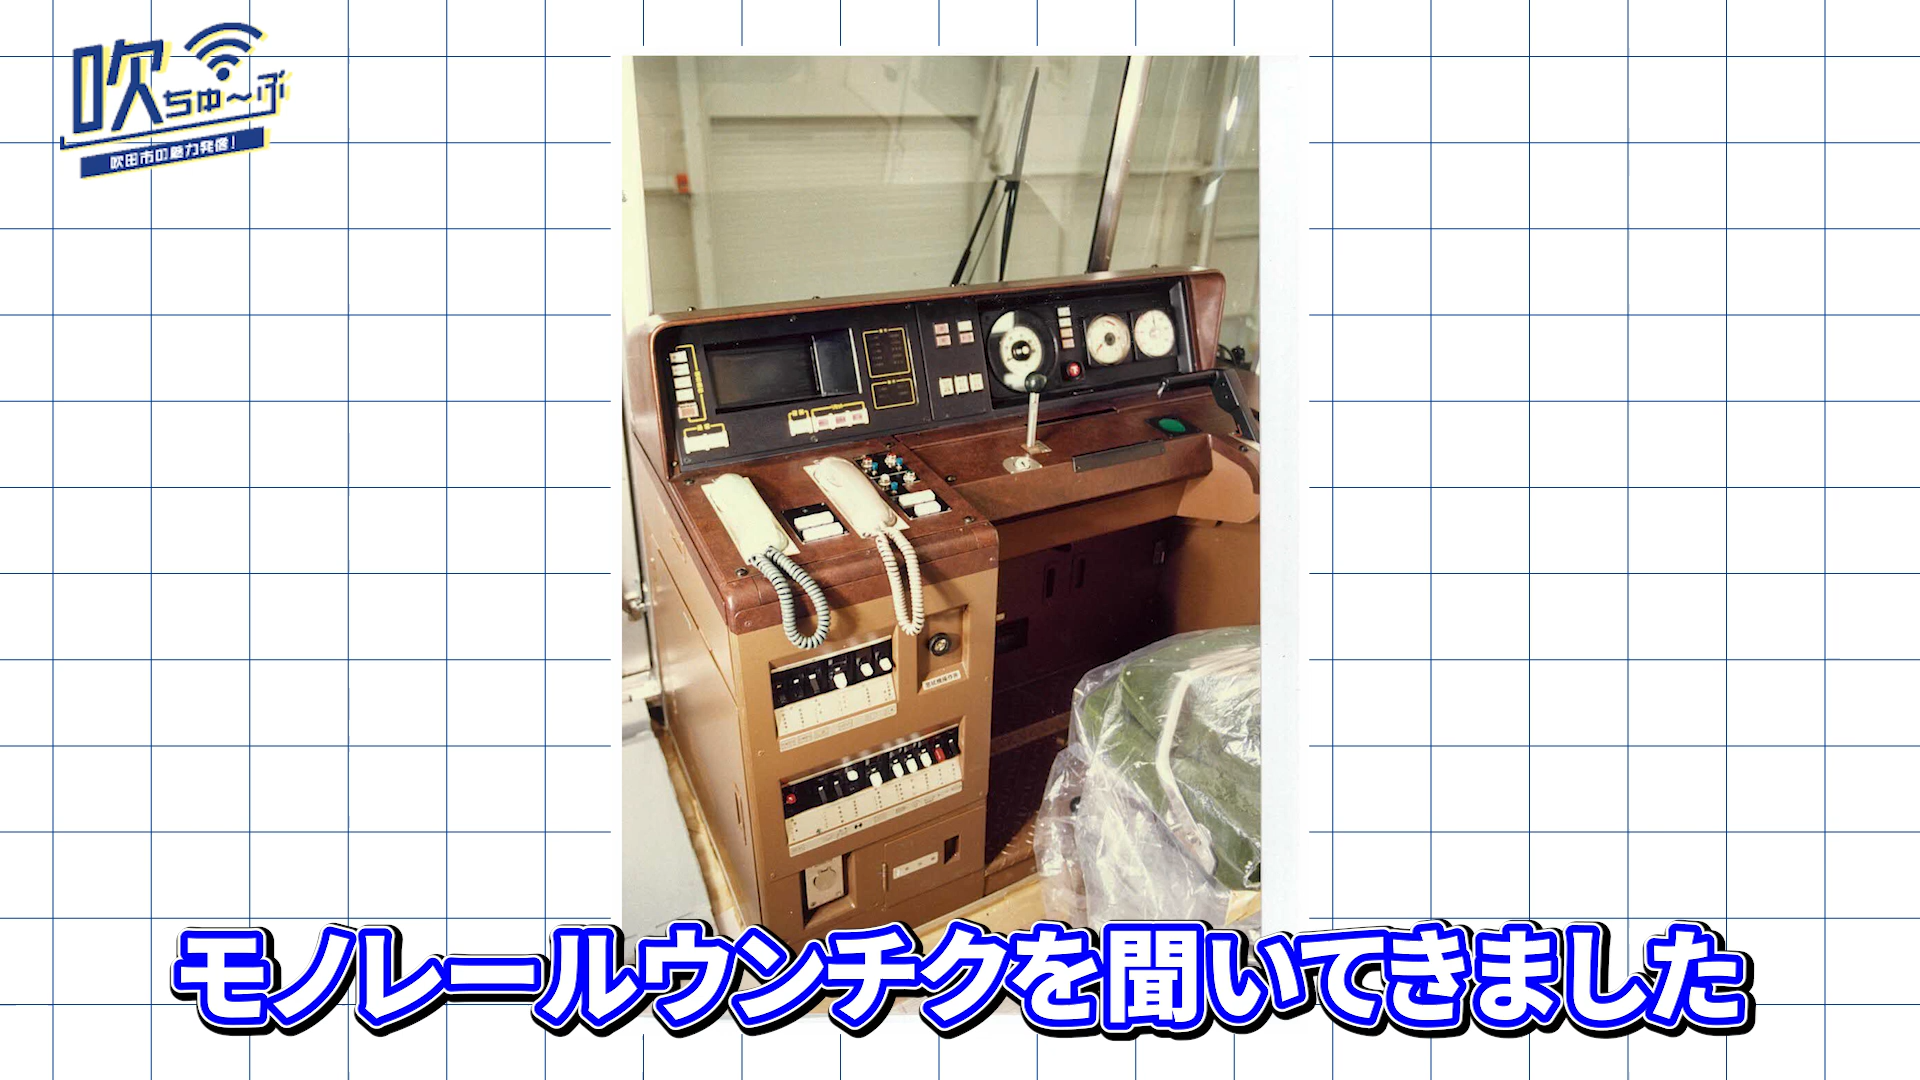 吹ちゅ〜ぶ
吹田市の魅力発信!
モノレールウンチクを聞いてきました